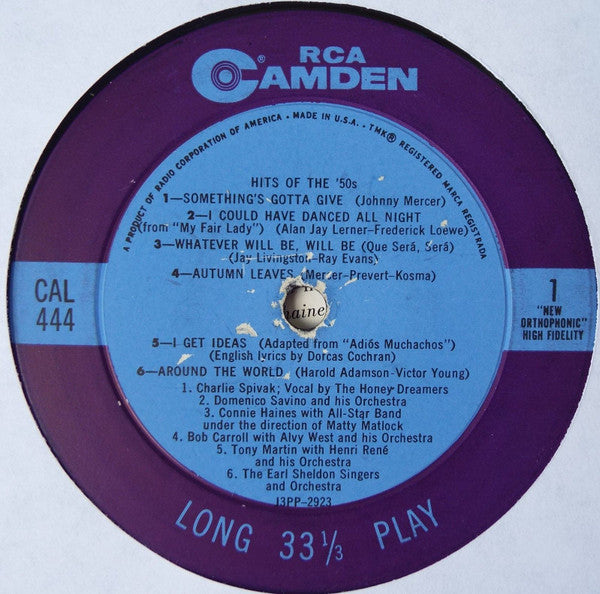 RCA
CAMDEN®
A PRODUCT OF RADIO CORPORATION OF AMERICA • MADE IN U.S.A. • TMK® REGISTERED MARCA REGISTRADA
HITS OF THE '50s
1—SOMETHING'S GOTTA GIVE (Johnny Mercer)
2—I COULD HAVE DANCED ALL NIGHT
(from "My Fair Lady") (Alan Jay Lerner–Frederick Loewe)
3—WHATEVER WILL BE, WILL BE (Que Será, Será)
(Jay Livingston–Ray Evans)
4—AUTUMN LEAVES (Mercer–Prevert–Kosma)
CAL
444
1
"NEW
ORTHOPHONIC"
HIGH FIDELITY
haine
5—I GET IDEAS (Adapted from "Adiós Muchachos")
(English lyrics by Dorcas Cochran)
6—AROUND THE WORLD (Harold Adamson–Victor Young)
1. Charlie Spivak; Vocal by The Honey Dreamers
2. Domenico Savino and his Orchestra
3. Connie Haines with All-Star Band
under the direction of Matty Matlock
4. Bob Carroll with Alvy West and his Orchestra
5. Tony Martin with Henri René
and his Orchestra
6. The Earl Sheldon Singers
and Orchestra
J3PP-2923
LONG 33 1/3 PLAY